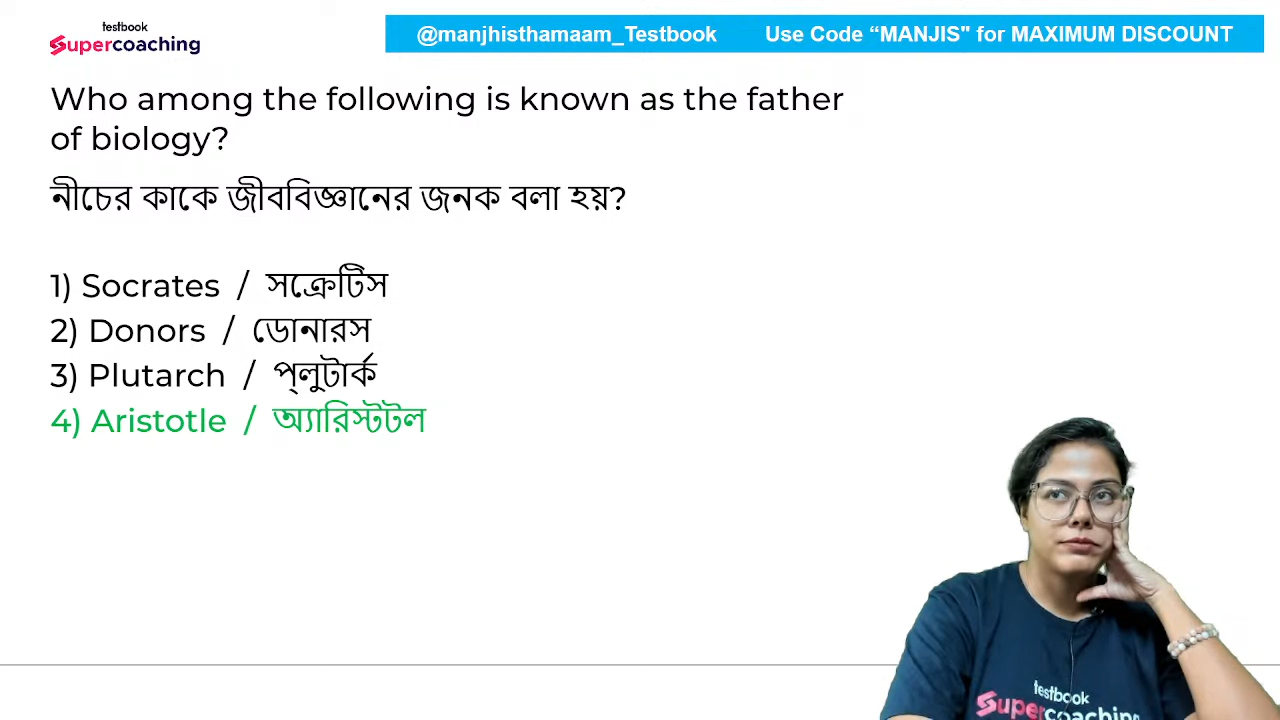 testbook
Supercoaching
@manjhisthamaam_Testbook Use Code “MANJIS" for MAXIMUM DISCOUNT
Who among the following is known as the father
of biology?
নীচের কাকে জীববিজ্ঞানের জনক বলা হয়?
1) Socrates / সক্রেটিস
2) Donors / ডোনারস
3) Plutarch / প্লুটার্ক
4) Aristotle / অ্যারিস্টটল
testbook
Supercoaching